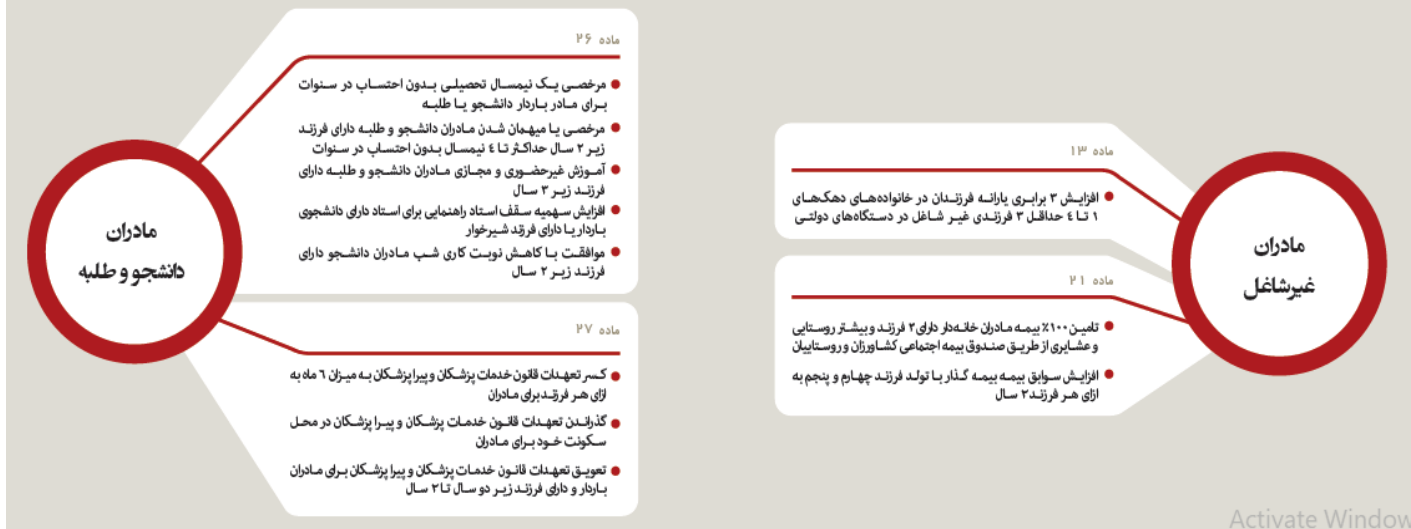 مادران
غیرشاغل
ماده ۱۳
افزایش ۳ برابری یارانه فرزندان در خانواده‌های دهک‌های
۱ تا ٤ حداقل ۳ فرزندی غیر شاغل در دستگاه‌های دولتی
ماده ۲۱
تامین ۱۰۰٪ بیمه مادران خانه‌دار دارای ۲ فرزند و بیشتر روستایی
و عشایری از طریق صندوق بیمه اجتماعی کشاورزان و روستاییان
افزایش سوابق بیمه بیمه گذار با تولد فرزند چهارم و پنجم به
ازای هر فرزند ۲ سال
مادران
دانشجو و طلبه
ماده ۲۶
مرخصی یک نیمسال تحصیلی بدون احتساب در سنوات
برای مادر باردار دانشجو یا طلبه
مرخصی یا میهمان شدن مادران دانشجو و طلبه دارای فرزند
زیر ۲ سال حداکثر تا ٤ نیمسال بدون احتساب در سنوات
آموزش غیرحضوری و مجازی مادران دانشجو و طلبه دارای
فرزند زیر ۳ سال
افزایش سهمیه سقف استاد راهنمایی برای استاد دارای دانشجوی
باردار یا دارای فرزند شیرخوار
موافقت با کاهش نوبت کاری شب مادران دانشجو دارای
فرزند زیر ۲ سال
ماده ۲۷
کسر تعهدات قانون خدمات پزشکان و پیراپزشکان به میزان ٦ ماه به
ازای هر فرزند برای مادران
گذراندن تعهدات قانون خدمات پزشکان و پیرا پزشکان در محل
سکونت خود برای مادران
تعویق تعهدات قانون خدمات پزشکان و پیرا پزشکان برای مادران
باردار و دارای فرزند زیر دو سال تا ۲ سال
Activate Window